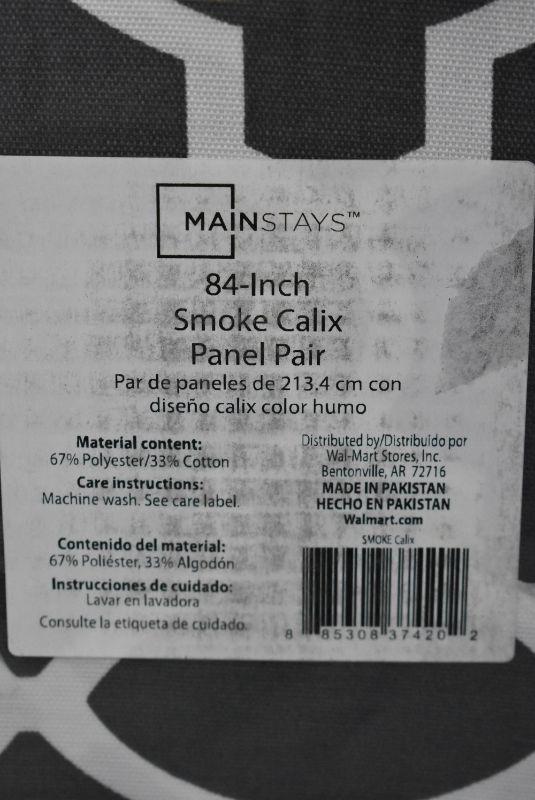 MAINSTAYS™
84-Inch
Smoke Calix
Panel Pair
Par de paneles de 213.4 cm con
diseño calix color humo
Material content:
67% Polyester/33% Cotton
Care instructions:
Machine wash. See care label.
Contenido del material:
67% Poliéster, 33% Algodón
Instrucciones de cuidado:
Lavar en lavadora
Consulte la etiqueta de cuidado.
Distributed by/Distribuido por
Wal-Mart Stores, Inc.
Bentonville, AR 72716
MADE IN PAKISTAN
HECHO EN PAKISTAN
Walmart.com
SMOKE Calix
8 85308 37420 2